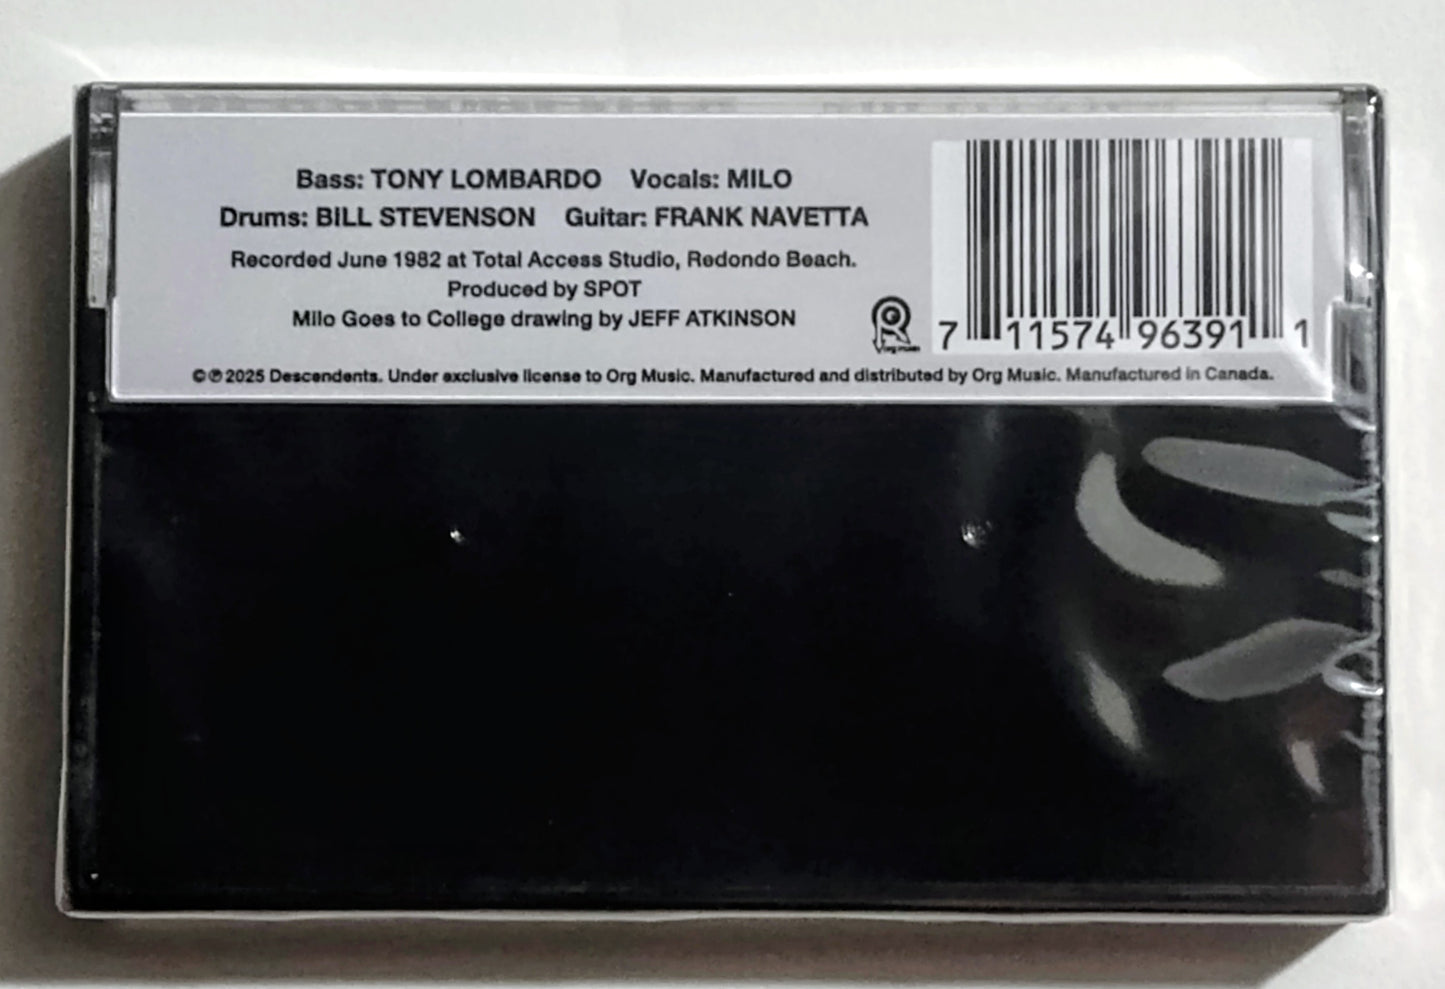 Bass: TONY LOMBARDO Vocals: MILO
Drums: BILL STEVENSON Guitar: FRANK NAVETTA
Recorded June 1982 at Total Access Studio, Redondo Beach.
Produced by SPOT
Milo Goes to College drawing by JEFF ATKINSON
7 11574 96391 1
©℗ 2025 Descendents. Under exclusive license to Org Music. Manufactured and distributed by Org Music. Manufactured in Canada.